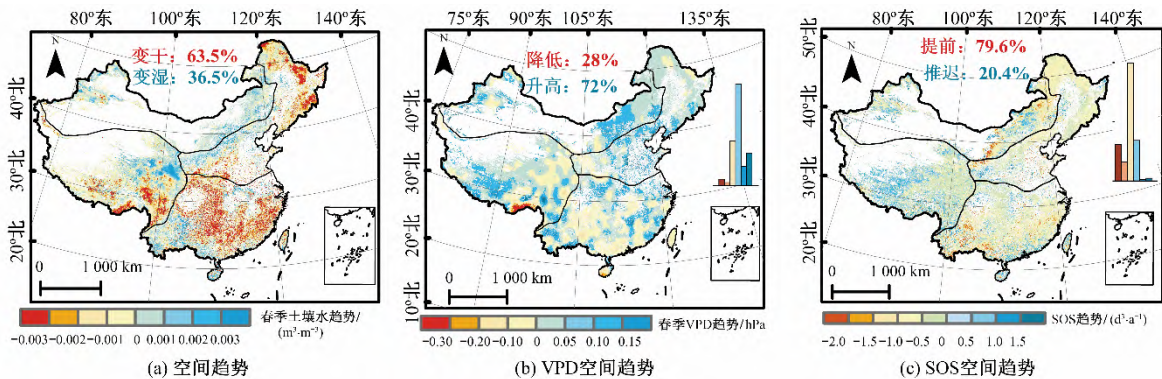 80°东 100°东 120°东 140°东
75°东 90°东 105°东 135°东
80°东 100°东 120°东 140°东
N
变干：63.5%
变湿：36.5%
N
降低：28%
升高：72%
N
提前：79.6%
推迟：20.4%
40°北
30°北
20°北
40°北
30°北
20°北
10°北
50°北
40°北
30°北
20°北
0 1 000 km
0 1 000 km
0 1 000 km
春季土壤水趋势/
(m³·m⁻³)
-0.003 -0.002 -0.001 0 0.001 0.002 0.003
春季VPD趋势/hPa
-0.30 -0.20 -0.10 0 0.05 0.10 0.15
SOS趋势/ (d³·a⁻¹)
-2.0 -1.5 -1.0 -0.5 0 0.5 1.0 1.5
(a) 空间趋势
(b) VPD空间趋势
(c) SOS空间趋势